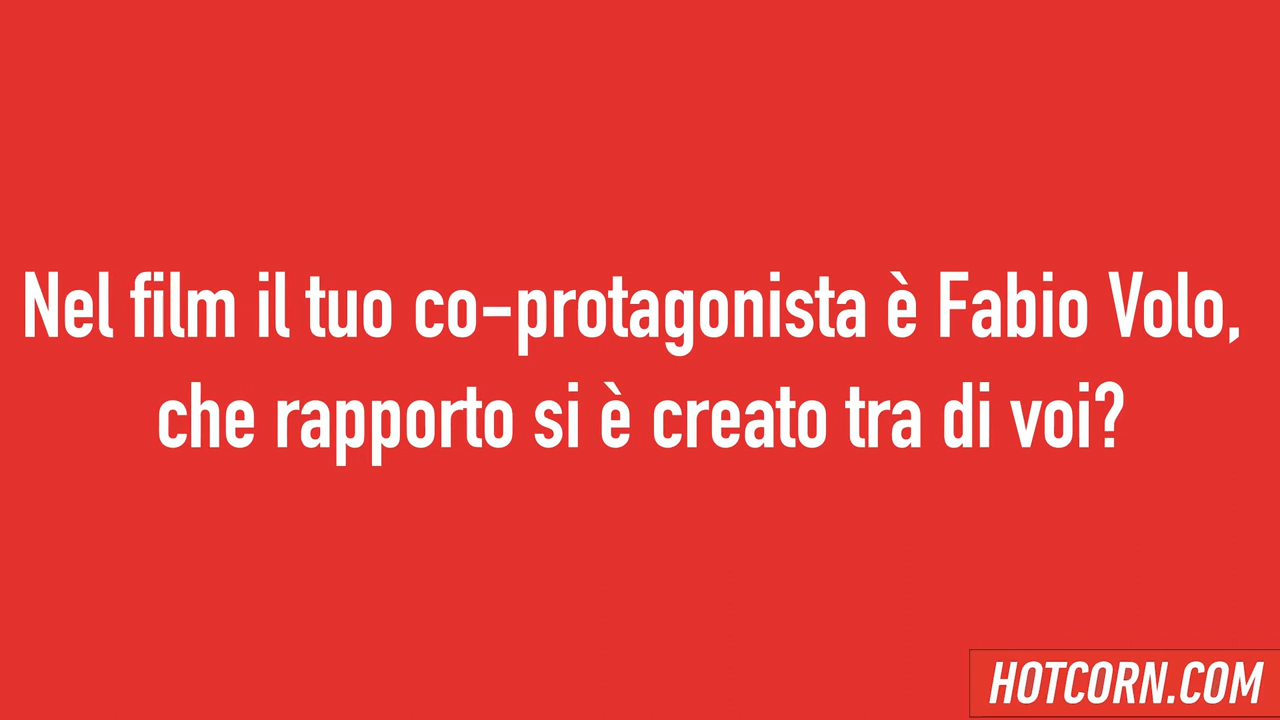 Nel film il tuo co-protagonista è Fabio Volo,
che rapporto si è creato tra di voi?
HOTCORN.COM